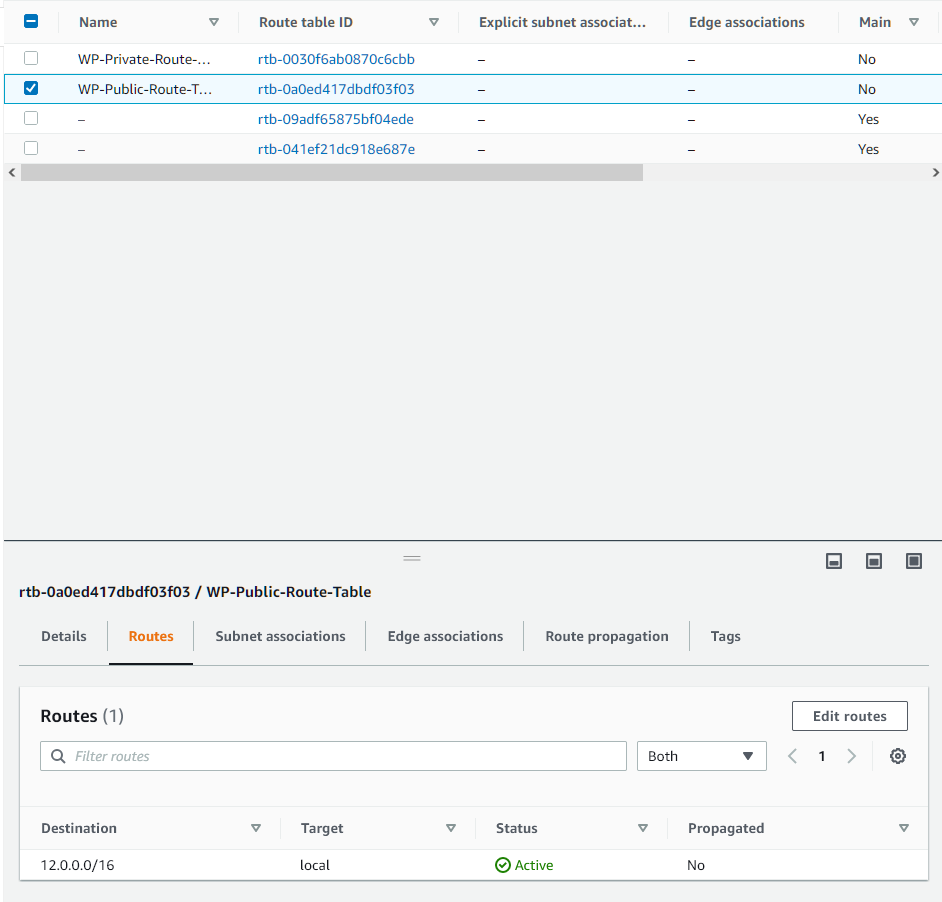 Name Route table ID Explicit subnet associat... Edge associations Main
WP-Private-Route-... rtb-0030f6ab0870c6cbb – – No
WP-Public-Route-T... rtb-0a0ed417dbdf03f03 – – No
– rtb-09adf65875bf04ede – – Yes
– rtb-041ef21dc918e687e – – Yes
rtb-0a0ed417dbdf03f03 / WP-Public-Route-Table
Details Routes Subnet associations Edge associations Route propagation Tags
Routes (1) Edit routes
Filter routes Both 1
Destination Target Status Propagated
12.0.0.0/16 local Active No